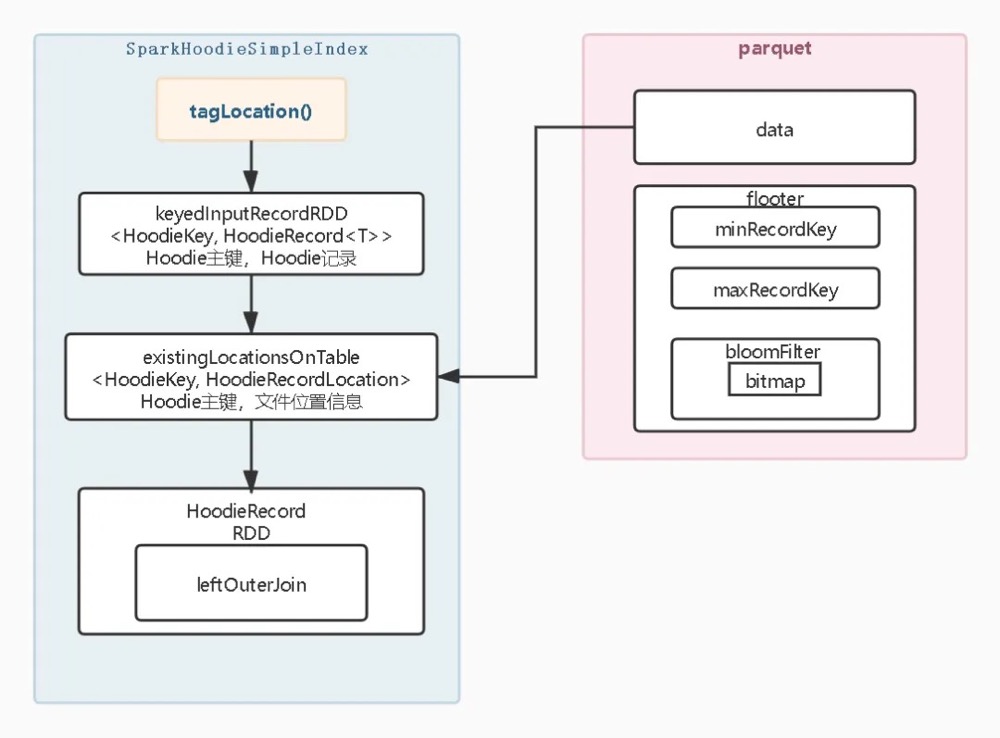 SparkHoodieSimpleIndex
tagLocation()
keyedInputRecordRDD
<HoodieKey, HoodieRecord<T>>
Hoodie主键，Hoodie记录
existingLocationsOnTable
<HoodieKey, HoodieRecordLocation>
Hoodie主键，文件位置信息
HoodieRecord
RDD
leftOuterJoin
parquet
data
flooter
minRecordKey
maxRecordKey
bloomFilter
bitmap